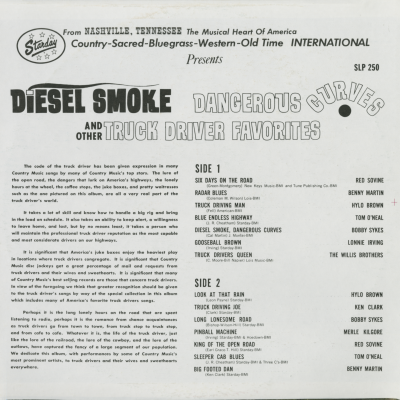 Starday
From NASHVILLE, TENNESSEE The Musical Heart Of America
Country-Sacred-Bluegrass-Western-Old Time INTERNATIONAL
Presents
SLP 250
DIESEL SMOKE DANGEROUS CURVES
AND OTHER TRUCK DRIVER FAVORITES
The code of the truck driver has been given expression in many
Country Music songs by many of Country Music's top stars. The lure
of the open road, the dangers that lurk on America's highways, the lonely
hours at the wheel, the coffee stops, the juke boxes, and pretty waitresses
as the ones pictured on this album, are all a very real part of the
truck driver's world.
It takes a lot of skill and know how to handle a big rig and bring
in the load on schedule. It also takes an ability to keep alert, a willingness
to leave home, and last, but by no means least, it takes a person who
will maintain the professional truck driver reputation as the most capable
and most considerate drivers on our highways.
It is significant that America's juke boxes enjoy the heaviest play
in locations where truck drivers congregate. It is significant that Country
Music disc jockeys get a great percentage of mail and requests from
truck drivers and their wives and sweethearts. It is significant that many
of Country Music's best selling records are those that concern truck drivers.
In view of the foregoing we think that greater recognition should be given
to the truck driver's songs by way of the special collection in this album
which includes many of America's favorite truck drivers songs.
Perhaps it is the long lonely hours on the road that are spent
listening to radio, perhaps it is the romance from chance acquaintances
as truck drivers go from town to town, from truck stop to truck stop,
and from cafe to cafe. Whatever it is, the life of the truck driver, just
like the lore of the railroad, the lore of the cowboy, and the lore of the
outlaws, have captured the fancy of a large segment of our population.
We dedicate this album, with performances by some of Country Music's
most prominent artists, to truck drivers and their wives and sweethearts
everywhere.
SIDE 1
SIX DAYS ON THE ROAD RED SOVINE
RADAR BLUES BENNY MARTIN
TRUCK DRIVING MAN HYLO BROWN
BLUE ENDLESS HIGHWAY TOM O'NEAL
DIESEL SMOKE, DANGEROUS CURVES BOBBY SYKES
GOOSEBALL BROWN LONNIE IRVING
TRUCK DRIVERS QUEEN THE WILLIS BROTHERS
SIDE 2
LOOK AT THAT RAIN HYLO BROWN
TRUCK DRIVING JOE KEN CLARK
LONG LONESOME ROAD BOBBY SYKES
PINBALL MACHINE MERLE KILGORE
KING OF THE OPEN ROAD RED SOVINE
SLEEPER CAB BLUES TOM O'NEAL
BIG FOOTED DAN BENNY MARTIN